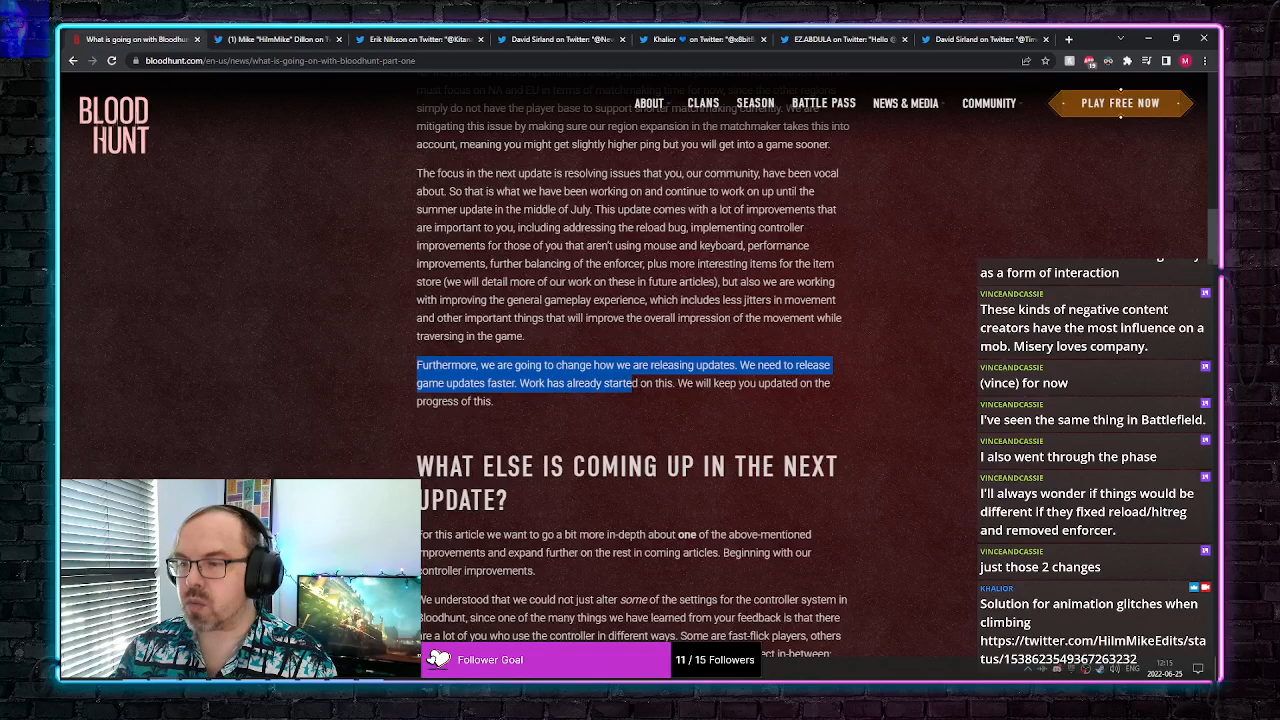 What is going on with Bloodhun
(1) Mike "HilmMike" Dillon on Tw
Erik Nilsson on Twitter: "@Kitana
David Sirland on Twitter: "@New
Khalior 💙 on Twitter: "@x8bitB
EZ.ABDULA on Twitter: "Hello @
David Sirland on Twitter: "@Tim
bloodhunt.com/en-us/news/what-is-going-on-with-bloodhunt-part-one
BLOOD
HUNT
ABOUT
CLANS
SEASON
BATTLE PASS
NEWS & MEDIA
COMMUNITY
PLAY FREE NOW
must focus on NA and EU in terms of matchmaking time for now, since the other regions
simply do not have the player base to support shorter matchmaking currently. We are
mitigating this issue by making sure our region expansion in the matchmaker takes this into
account, meaning you might get slightly higher ping but you will get into a game sooner.
The focus in the next update is resolving issues that you, our community, have been vocal
about. So that is what we have been working on and continue to work on up until the
summer update in the middle of July. This update comes with a lot of improvements that
are important to you, including addressing the reload bug, implementing controller
improvements for those of you that aren't using mouse and keyboard, performance
improvements, further balancing of the enforcer, plus more interesting items for the item
store (we will detail more of our work on these in future articles), but also we are working
with improving the general gameplay experience, which includes less jitters in movement
and other important things that will improve the overall impression of the movement while
traversing in the game.
Furthermore, we are going to change how we are releasing updates. We need to release
game updates faster. Work has already started on this. We will keep you updated on the
progress of this.
WHAT ELSE IS COMING UP IN THE NEXT
UPDATE?
For this article we want to go a bit more in-depth about one of the above-mentioned
improvements and expand further on the rest in coming articles. Beginning with our
controller improvements.
We understood that we could not just alter some of the settings for the controller system in
Bloodhunt, since one of the many things we have learned from your feedback is that there
are a lot of you who use the controller in different ways. Some are fast-flick players, others
in-between:
as a form of interaction
VINCEANDCASSIE
These kinds of negative content
creators have the most influence on a
mob. Misery loves company.
VINCEANDCASSIE
(vince) for now
VINCEANDCASSIE
I've seen the same thing in Battlefield.
VINCEANDCASSIE
I also went through the phase
VINCEANDCASSIE
I'll always wonder if things would be
different if they fixed reload/hitreg
and removed enforcer.
VINCEANDCASSIE
just those 2 changes
KHALIOR
Solution for animation glitches when
climbing
https://twitter.com/HilmMikeEdits/sta
Follower Goal
11 / 15 Followers
ENG
12:15
2022-06-25